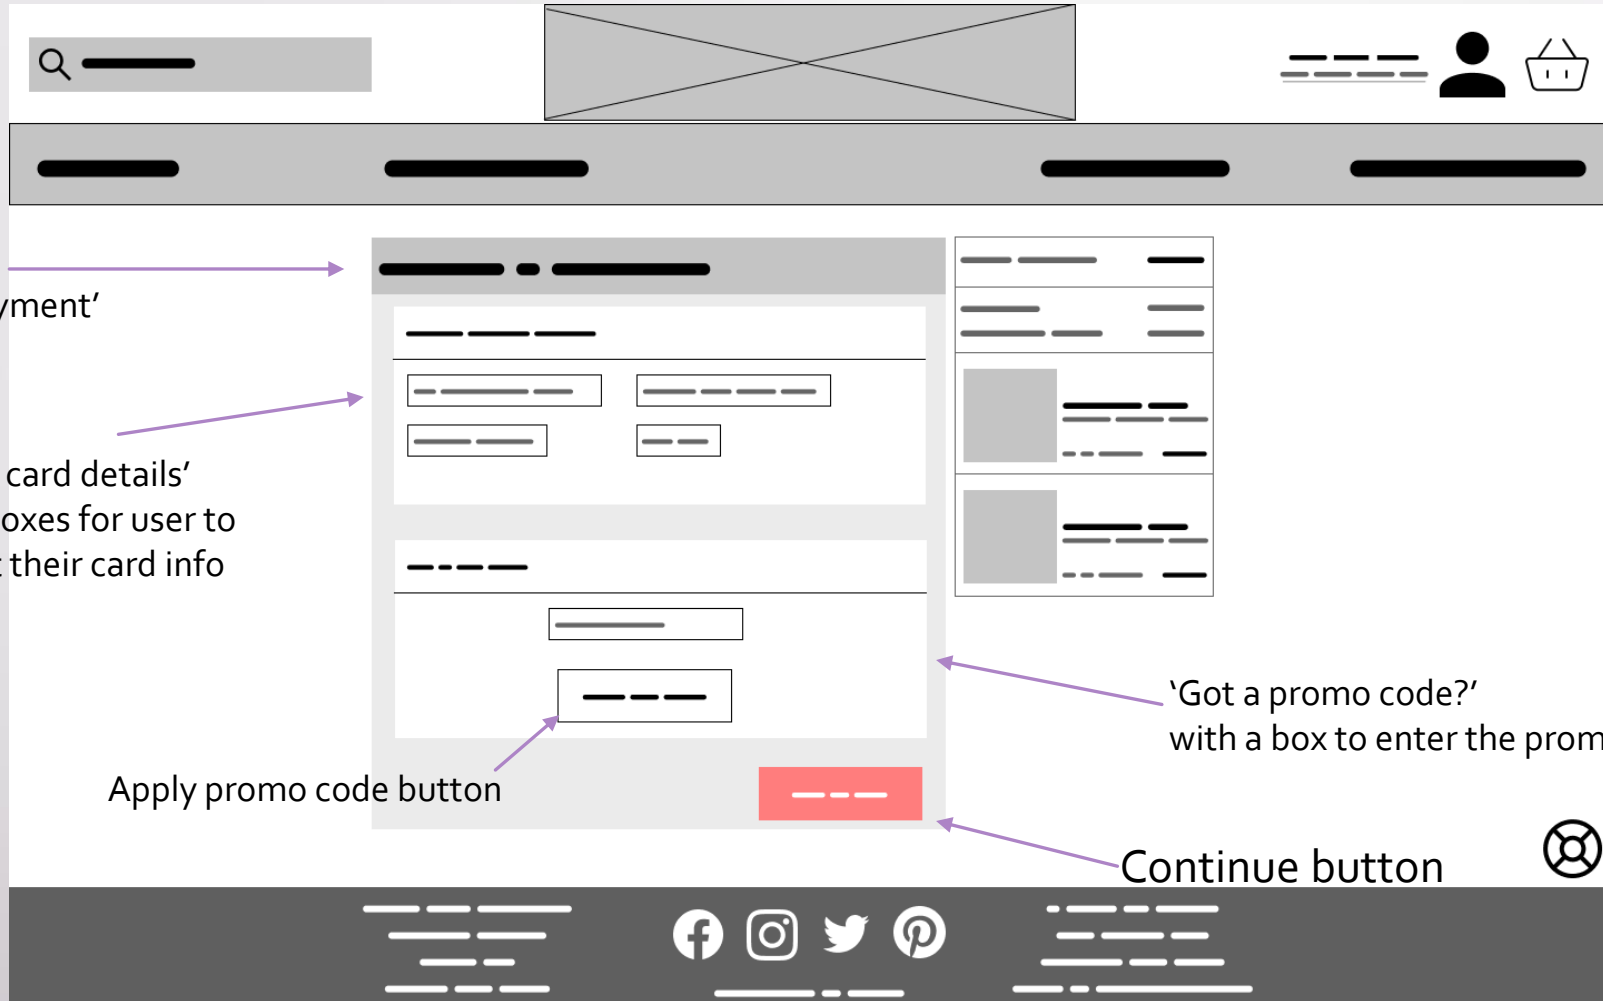 yment’
card details’
oxes for user to
their card info
‘Got a promo code?’
with a box to enter the prom
Apply promo code button
Continue button